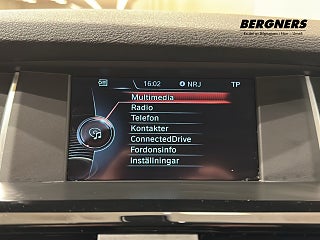 BERGNERS
16:02 NRJ TP
Multimedia
Radio
Telefon
Kontakter
ConnectedDrive
Fordonsinfo
Inställningar